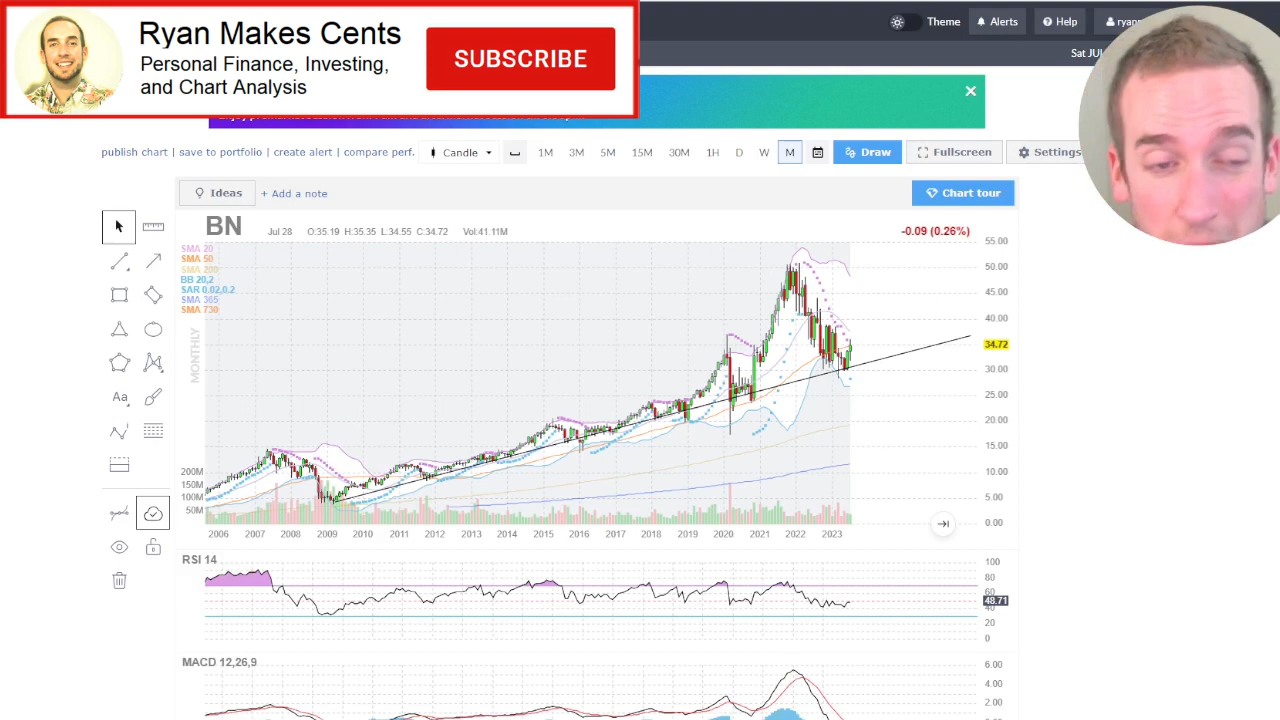 Ryan Makes Cents
Personal Finance, Investing,
and Chart Analysis
SUBSCRIBE
Theme
Alerts
Help
Sat JUL
publish chart | save to portfolio | create alert | compare perf.
Candle
1M 3M 5M 15M 30M 1H D W M
Draw
Fullscreen
Settings
Ideas
+ Add a note
Chart tour
BN
Jul 28 O:35.19 H:35.35 L:34.55 C:34.72 Vol:41.11M
-0.09 (0.26%)
SMA 20
SMA 50
SMA 200
BB 20,2
SAR 0.02,0.2
SMA 365
SMA 730
MONTHLY
55.00
50.00
45.00
40.00
34.72
30.00
25.00
20.00
15.00
10.00
5.00
0.00
200M
150M
100M
50M
Aa
2006 2007 2008 2009 2010 2011 2012 2013 2014 2015 2016 2017 2018 2019 2020 2021 2022 2023
RSI 14
100
80
60
48.71
40
20
0
MACD 12,26,9
6.00
4.00
2.00
0.00